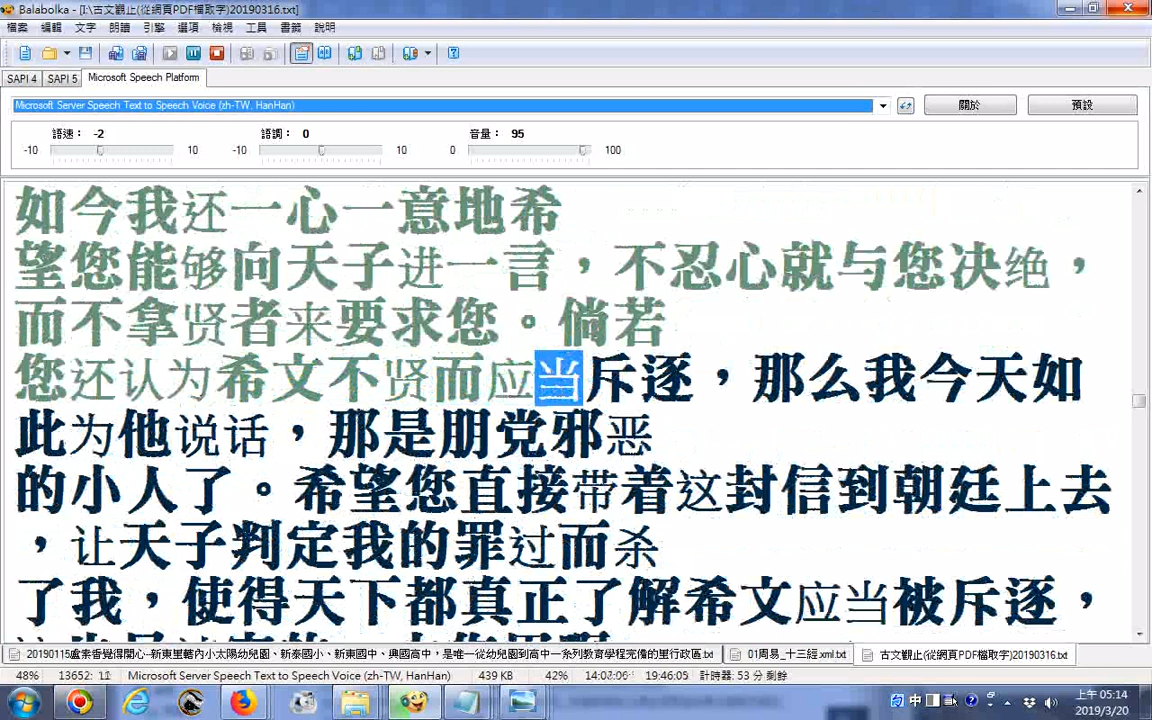 Balabolka - [I:\古文觀止(從網頁PDF檔取字)20190316.txt]
檔案 編輯 文字 朗讀 引擎 選項 檢視 工具 書籤 說明
SAPI 4 SAPI 5 Microsoft Speech Platform
Microsoft Server Speech Text to Speech Voice (zh-TW, HanHan)
關於 預設
語速： -2 語調： 0 音量： 95
-10 10 -10 10 0 100
如今我还一心一意地希
望您能够向天子进一言，不忍心就与您决绝，
而不拿贤者来要求您。倘若
您还认为希文不贤而应当斥逐，那么我今天如
此为他说话，那是朋党邪恶
的小人了。希望您直接带着这封信到朝廷上去
，让天子判定我的罪过而杀
了我，使得天下都真正了解希文应当被斥逐，
20190115盧素香覺得開心--新東里轄內小太陽幼兒園、新泰國小、新東國中、興國高中，是唯一從幼兒園到高中一系列教育學程完備的里行政區.txt 01周易_十三經.xml.txt 古文觀止(從網頁PDF檔取字)20190316.txt
48% 13652: 11 Microsoft Server Speech Text to Speech Voice (zh-TW, HanHan) 439 KB 42% 14:07:06 19:46:05 計時器： 53 分 剩餘
中
上午 05:14
2019/3/20